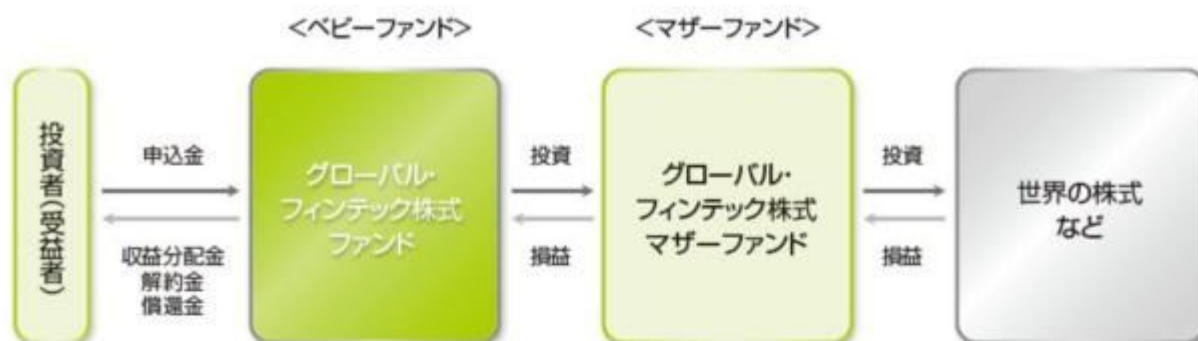 <ベビーファンド>
<マザーファンド>
投資者(受益者)
申込金
収益分配金
解約金
償還金
グローバル・
フィンテック株式
ファンド
投資
損益
グローバル・
フィンテック株式
マザーファンド
投資
損益
世界の株式
など